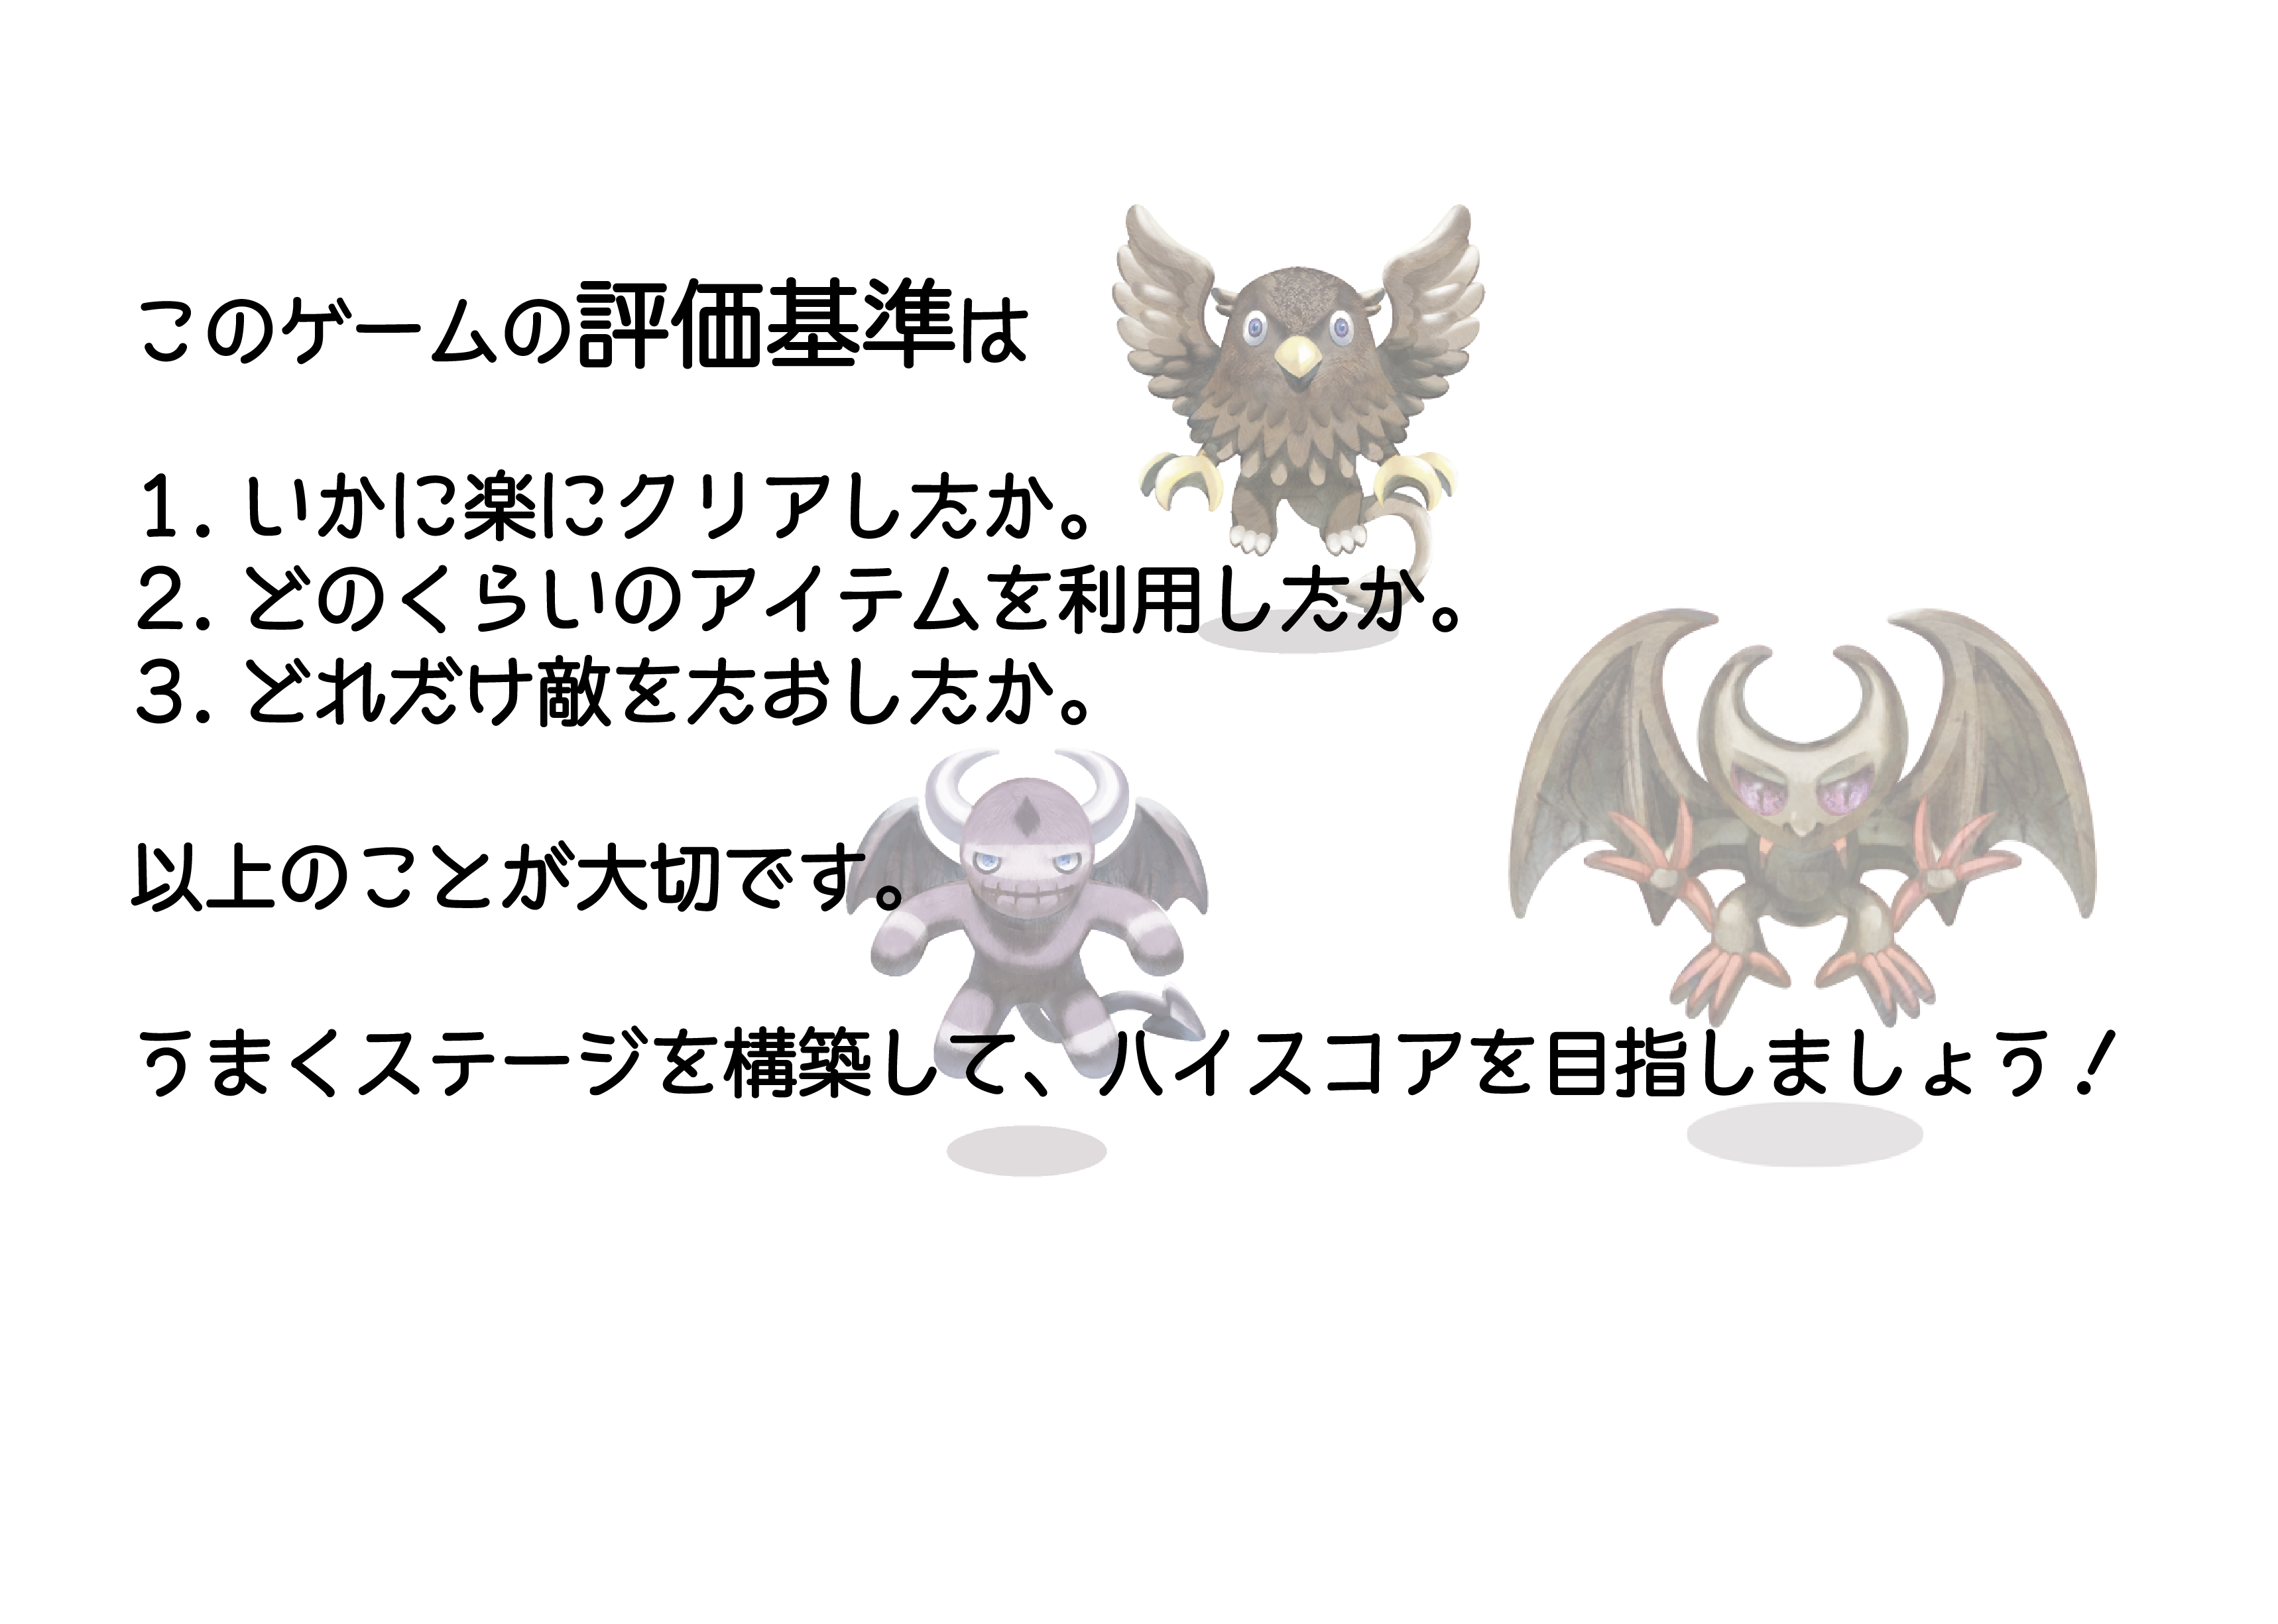 このゲームの評価基準は
1. いかに楽にクリアしたか。
2. どのくらいのアイテムを利用したか。
3. どれだけ敵をたおしたか。
以上のことが大切です。
うまくステージを構築して、ハイスコアを目指しましょう！